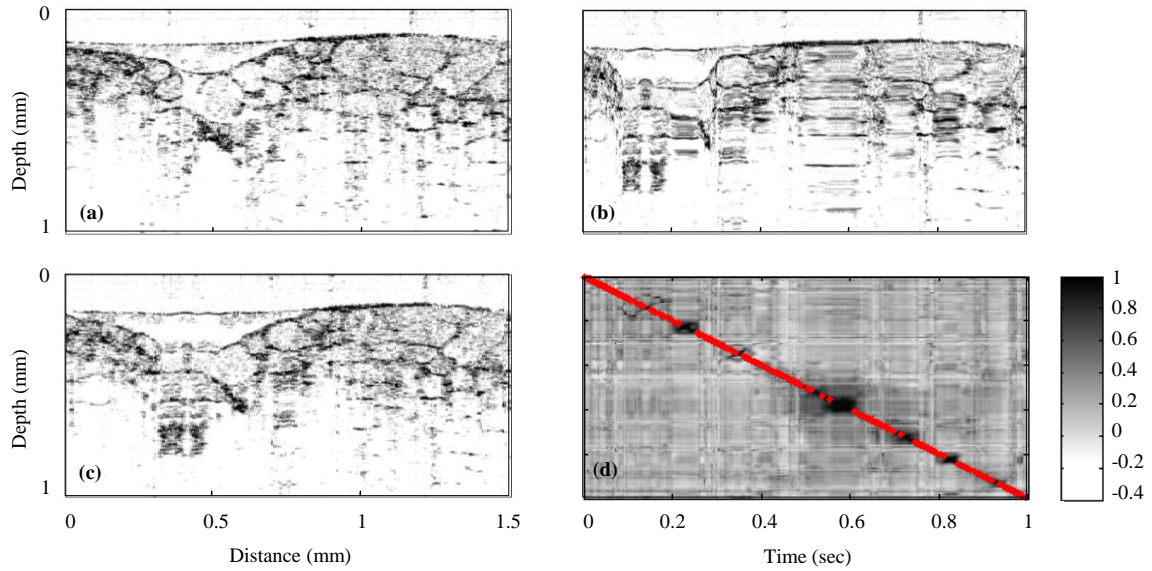 0
Depth (mm)
1
(a)
(b)
0
Depth (mm)
1
(c)
(d)
0 0.5 1 1.5
Distance (mm)
0 0.2 0.4 0.6 0.8 1
Time (sec)
1
0.8
0.6
0.4
0.2
0
-0.2
-0.4